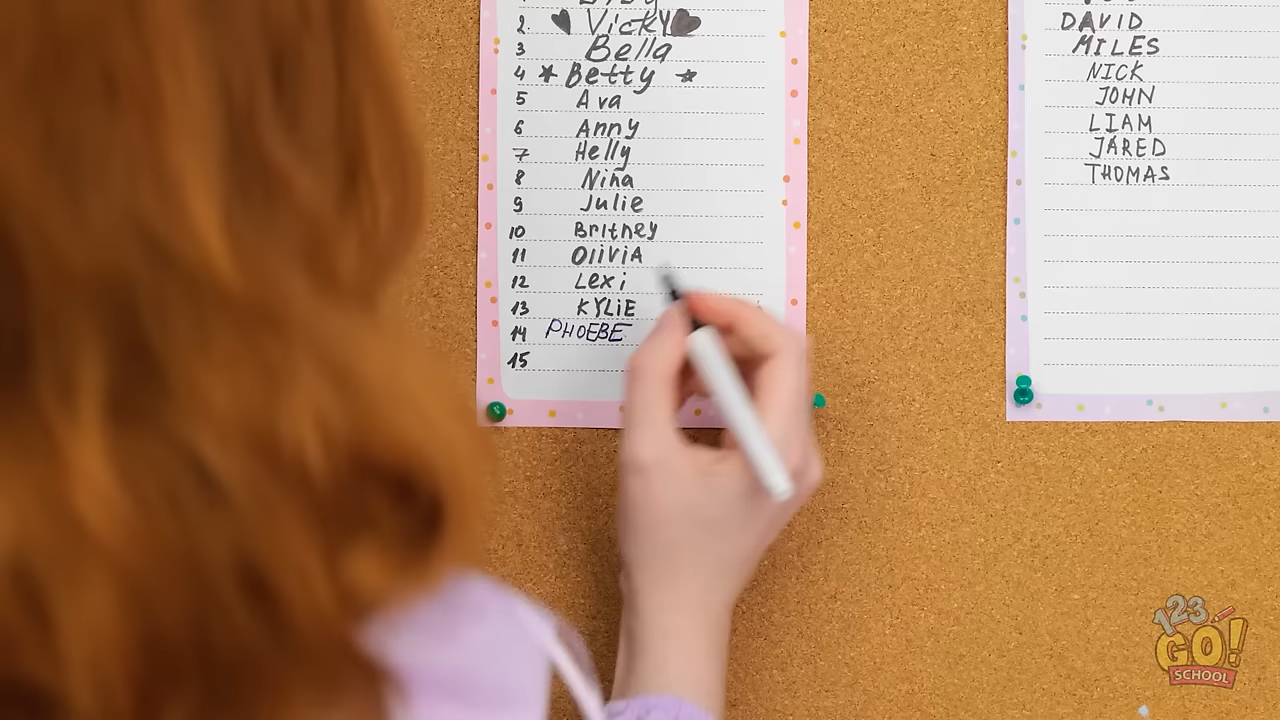 2. Vicky
3 Bella
4 * Betty *
5 Ava
6 Anny
7 Helly
8 Nina
9 Julie
10 Britney
11 OliviA
12 Lexi
13 KYLiE
14 PHOEBE
15
DAVID
MILES
NICK
JOHN
LIAM
JARED
THOMAS
123
GO!
SCHOOL